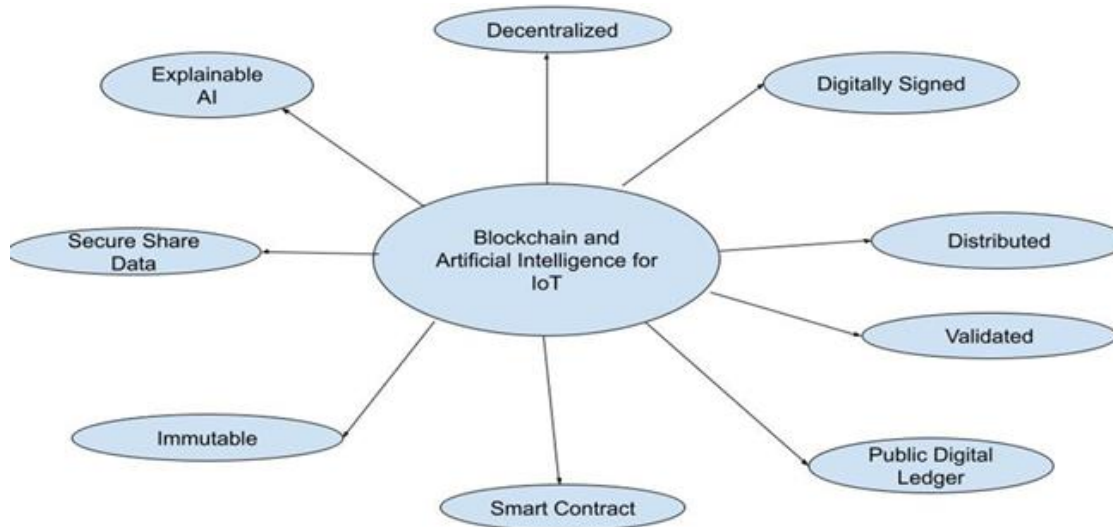 Decentralized
Explainable
AI
Digitally Signed
Blockchain and
Artificial Intelligence for
IoT
Secure Share
Data
Distributed
Validated
Immutable
Public Digital
Ledger
Smart Contract